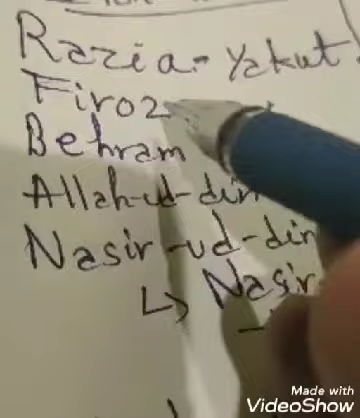 Razia - Yakut.
Firoz
Behram
Allah-ud-din
Nasir-ud-din
↳ Nasir
Made with
VideoShow